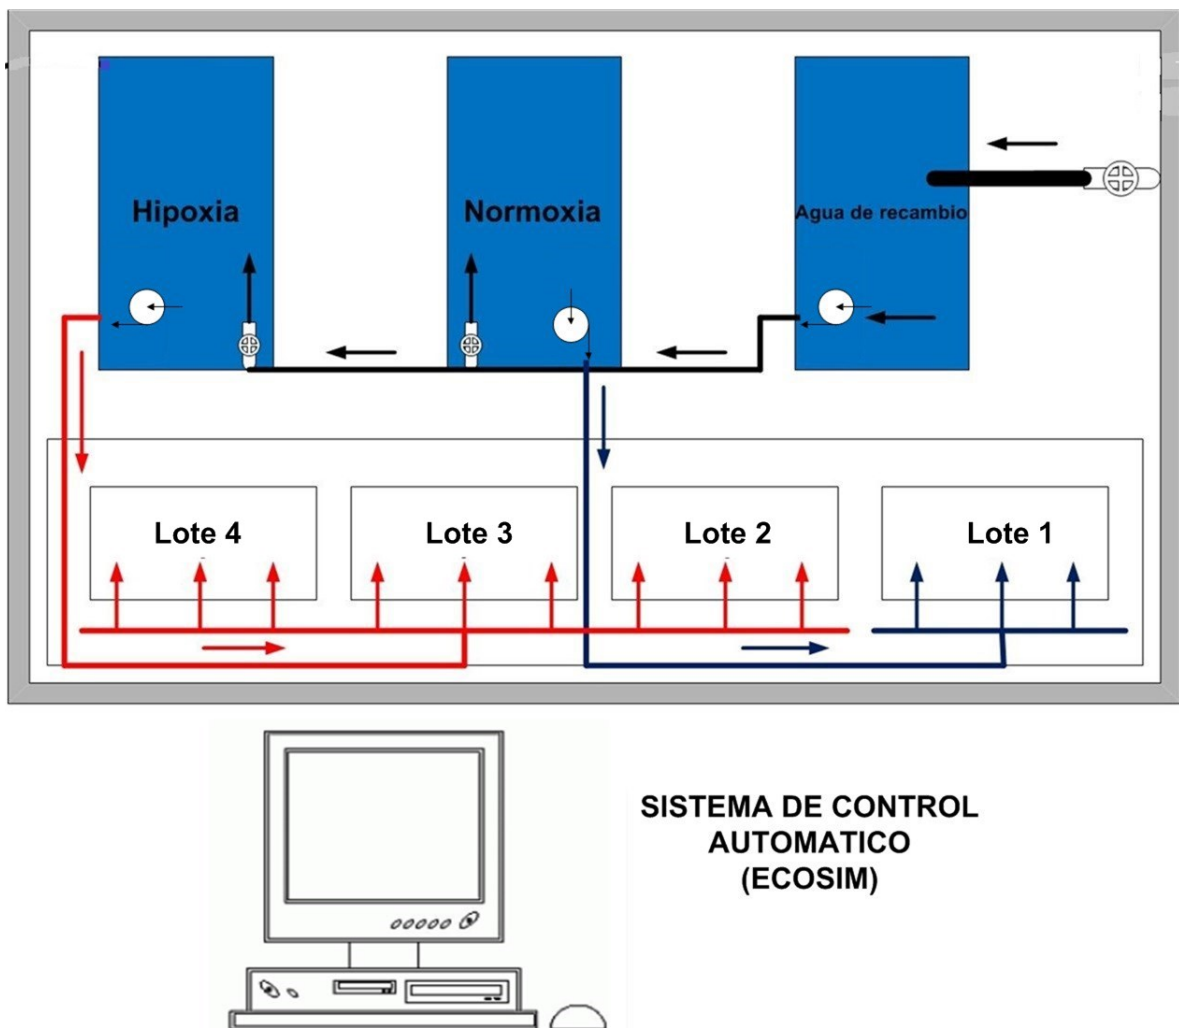 Hipoxia
Normoxia
Agua de recambio
Lote 4
Lote 3
Lote 2
Lote 1
SISTEMA DE CONTROL
AUTOMATICO
(ECOSIM)